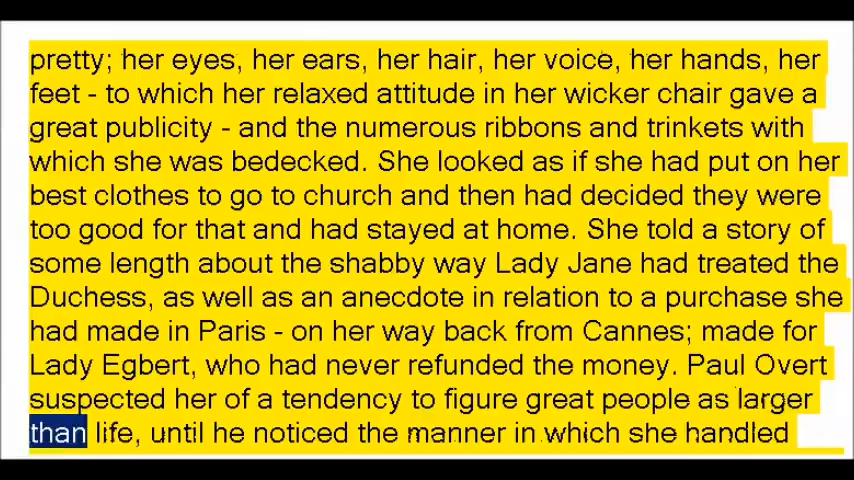 pretty; her eyes, her ears, her hair, her voice, her hands, her
feet - to which her relaxed attitude in her wicker chair gave a
great publicity - and the numerous ribbons and trinkets with
which she was bedecked. She looked as if she had put on her
best clothes to go to church and then had decided they were
too good for that and had stayed at home. She told a story of
some length about the shabby way Lady Jane had treated the
Duchess, as well as an anecdote in relation to a purchase she
had made in Paris - on her way back from Cannes; made for
Lady Egbert, who had never refunded the money. Paul Overt
suspected her of a tendency to figure great people as larger
than life, until he noticed the manner in which she handled